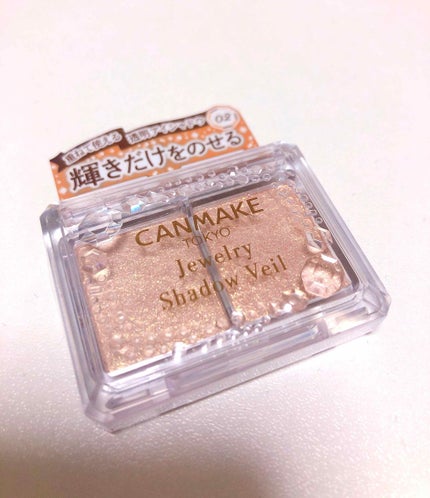 重ねて使える 透明アイシャドウ
02
輝きだけをのせる
CANMAKE
TOKYO
Jewelry
Shadow Veil